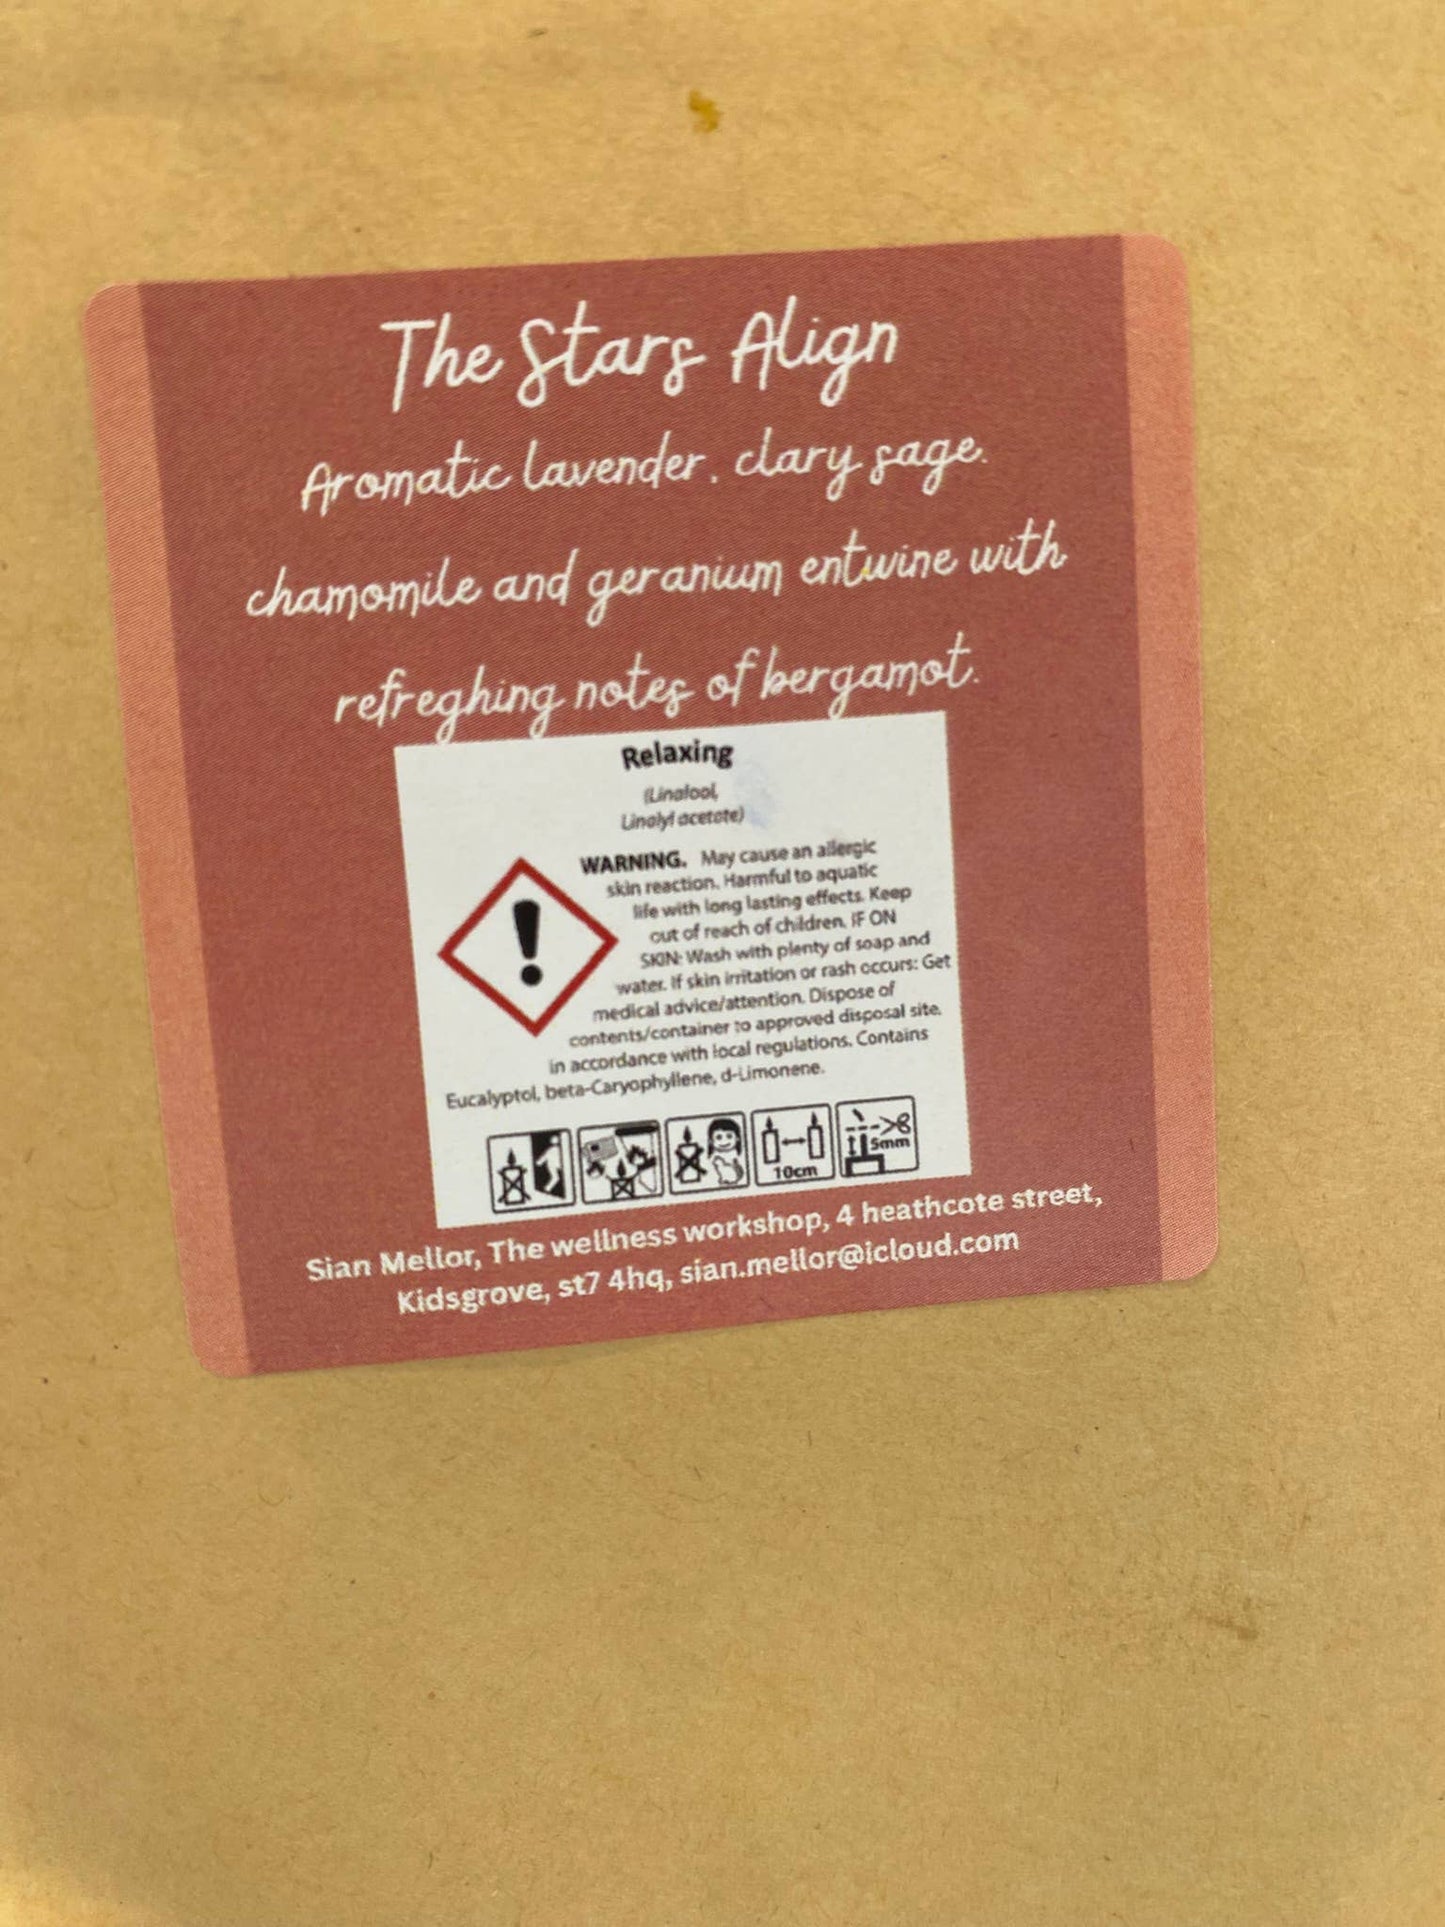 The Stars Align
Aromatic lavender, clary sage,
chamomile and geranium entwine with
refreshing notes of bergamot.
Relaxing
(Linalool,
Linalyl acetate)
WARNING. May cause an allergic
skin reaction. Harmful to aquatic
life with long lasting effects. Keep
out of reach of children. IF ON
SKIN: Wash with plenty of soap and
water. If skin irritation or rash occurs: Get
medical advice/attention. Dispose of
contents/container to approved disposal site,
in accordance with local regulations. Contains
Eucalyptol, beta-Caryophyllene, d-Limonene.
10cm
5mm
Sian Mellor, The wellness workshop, 4 heathcote street,
Kidsgrove, st7 4hq, sian.mellor@icloud.com